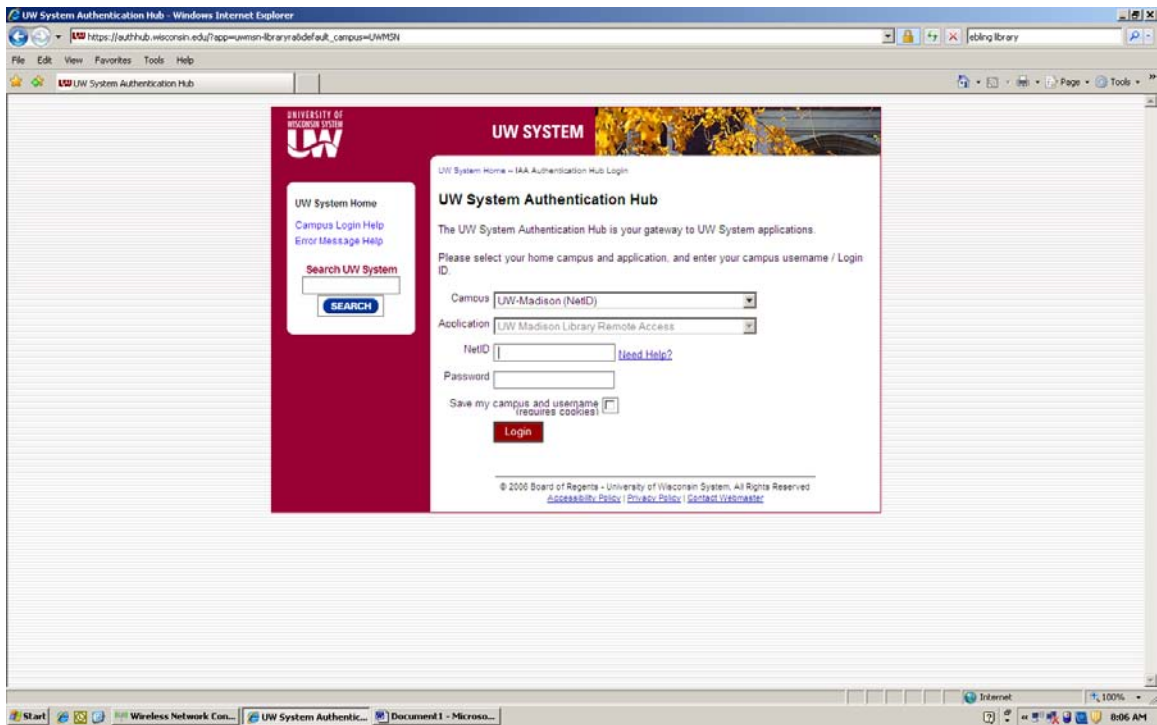 UW System Authentication Hub - Windows Internet Explorer
https://authhub.wisconsin.edu/?app=uwmsn-libraryra&default_campus=UWMSN
ebling library
File Edit View Favorites Tools Help
UW System Authentication Hub
Page Tools
UNIVERSITY OF
WISCONSIN SYSTEM
UW
UW SYSTEM
UW System Home – IAA Authentication Hub Login
UW System Home
Campus Login Help
Error Message Help
Search UW System
SEARCH
UW System Authentication Hub
The UW System Authentication Hub is your gateway to UW System applications.
Please select your home campus and application, and enter your campus username / Login
ID.
Campus UW-Madison (NetID)
Application UW Madison Library Remote Access
NetID Need Help?
Password
Save my campus and username
(requires cookies)
Login
© 2006 Board of Regents - University of Wisconsin System, All Rights Reserved
Accessibility Policy | Privacy Policy | Contact Webmaster
Internet 100%
Start Wireless Network Con... UW System Authentic... Document1 - Microso... 8:06 AM